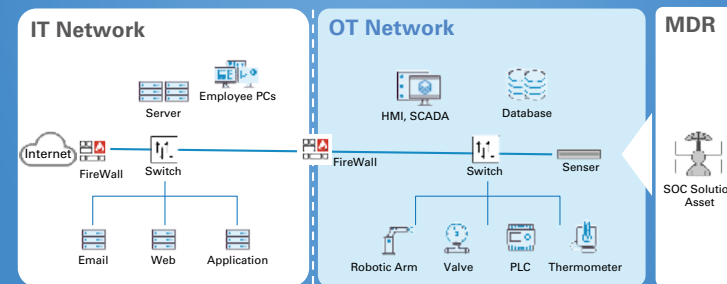 IT Network
OT Network
MDR
Employee PCs
Server
HMI, SCADA
Database
Internet
FireWall
Switch
FireWall
Switch
Senser
SOC Solutio
Asset
Email
Web
Application
Robotic Arm
Valve
PLC
Thermometer